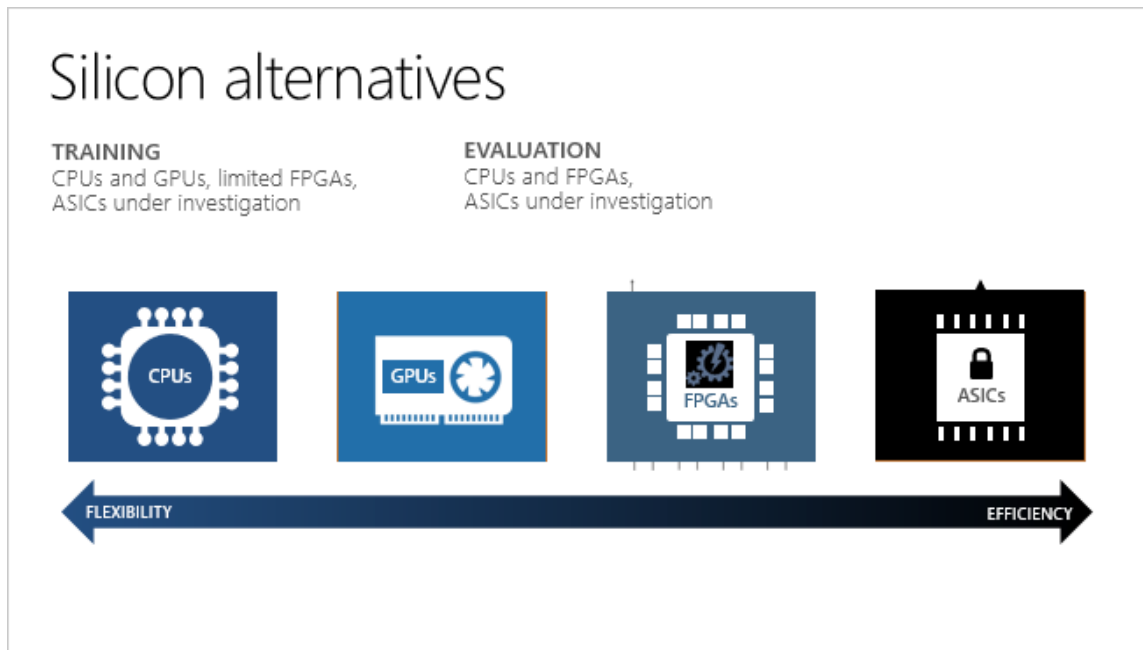 Silicon alternatives
TRAINING
CPUs and GPUs, limited FPGAs,
ASICs under investigation
EVALUATION
CPUs and FPGAs,
ASICs under investigation
CPUs
GPUs
FPGAs
ASICs
FLEXIBILITY
EFFICIENCY